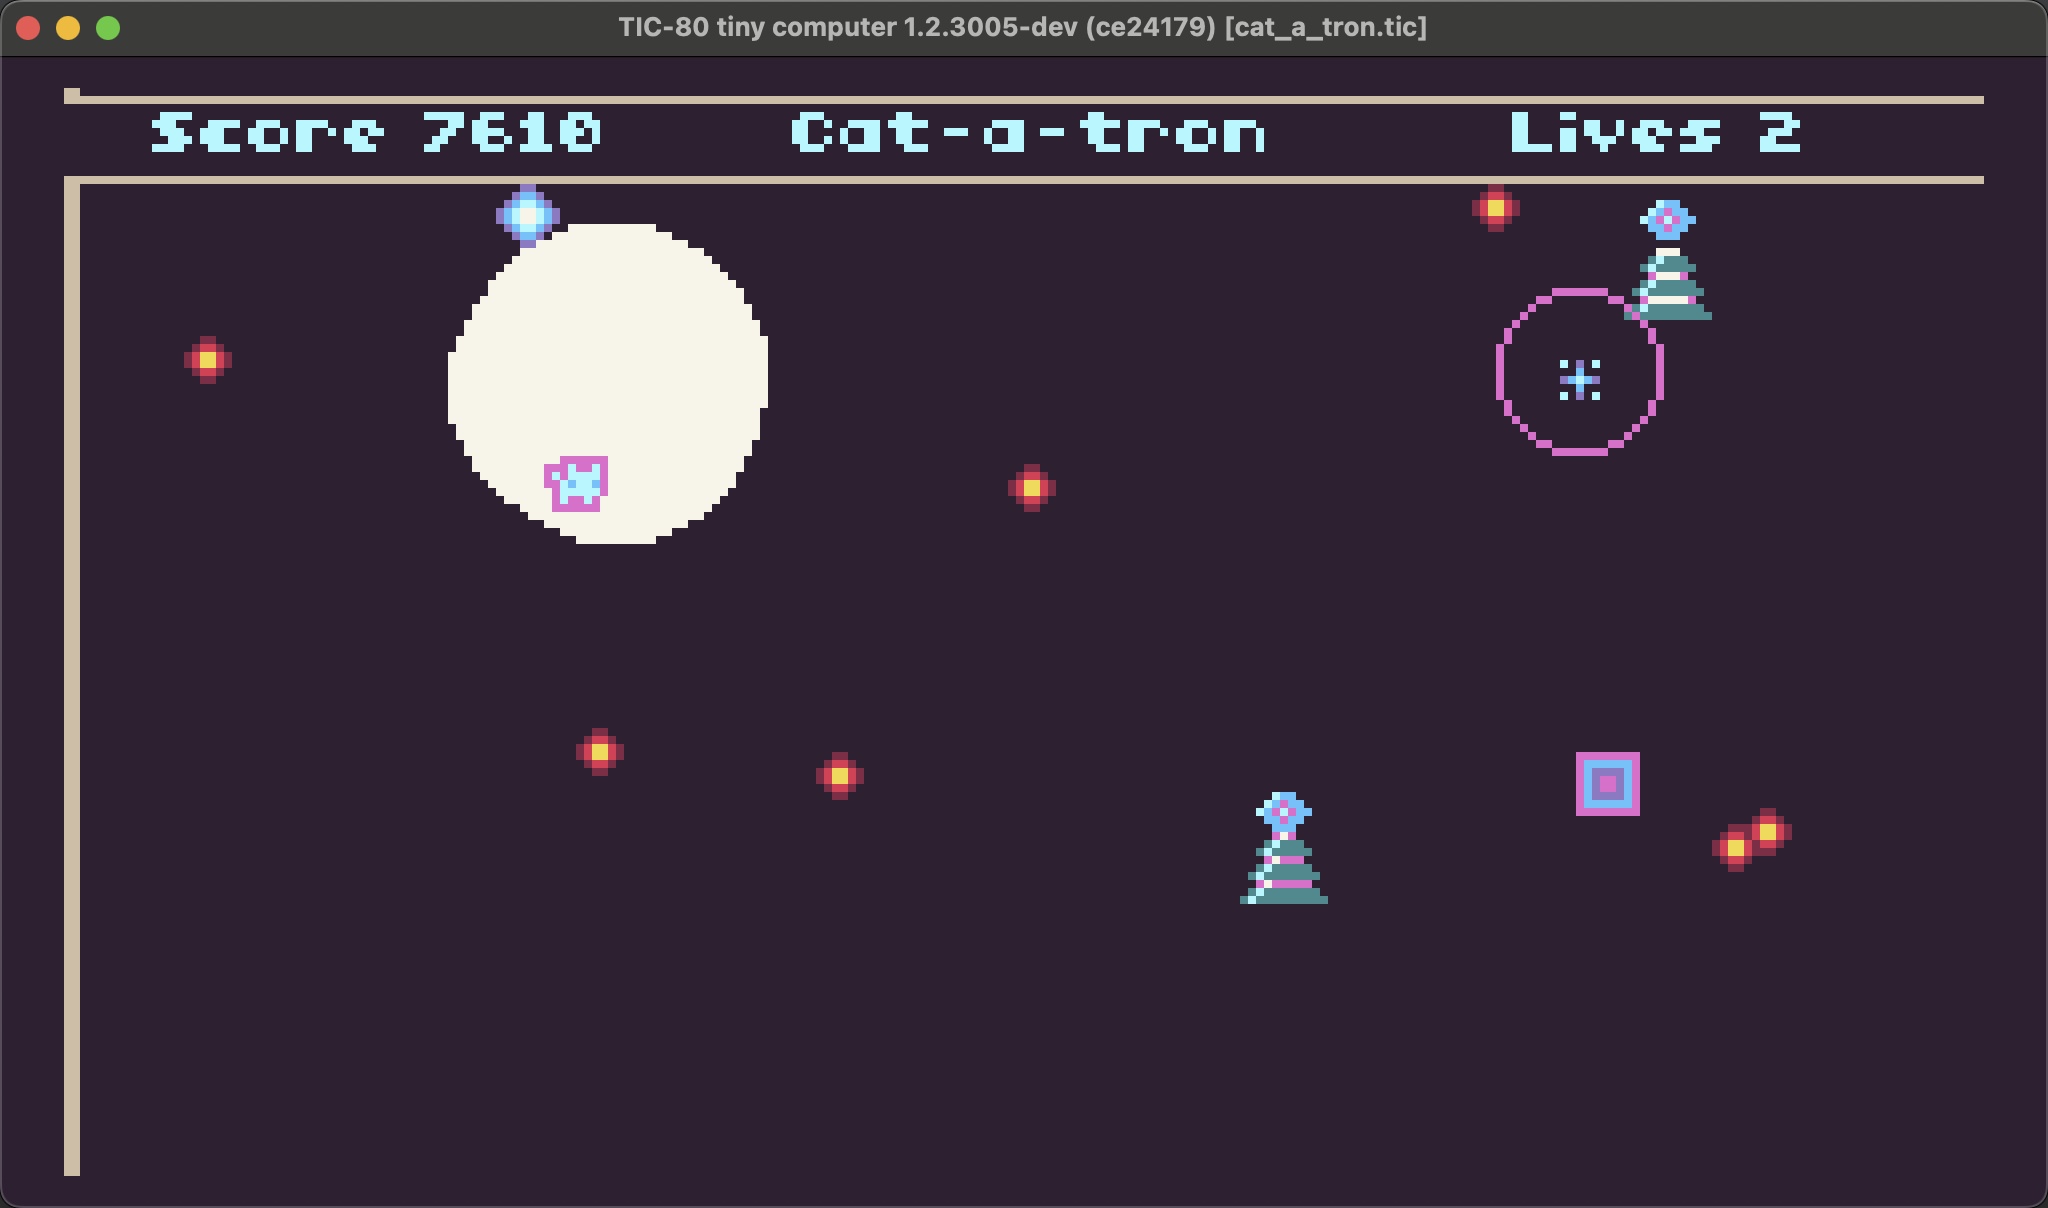 TIC-80 tiny computer 1.2.3005-dev (ce24179) [cat_a_tron.tic]
Score 7610 Cat-a-tron Lives 2